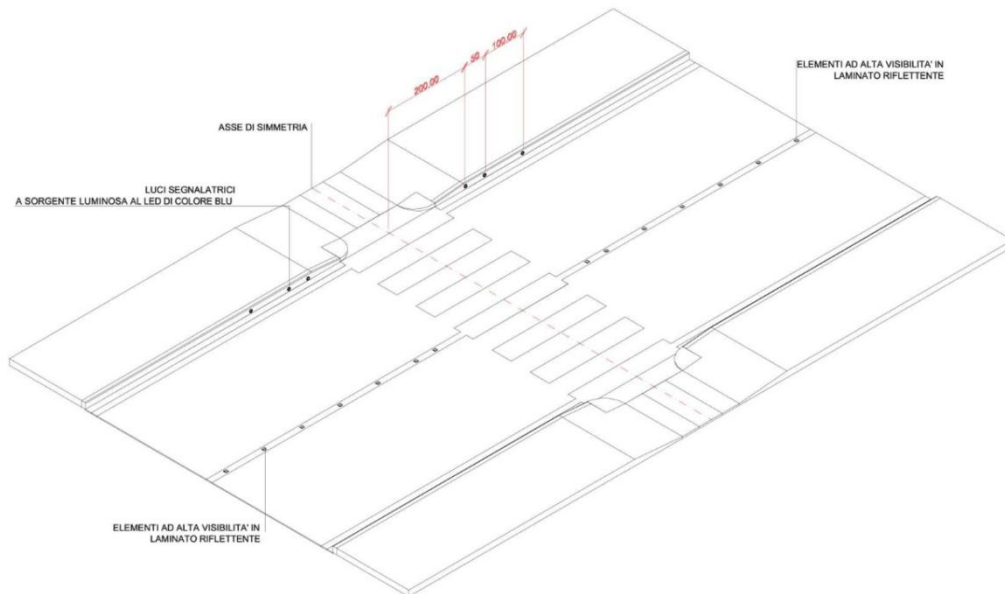 200.00
50
100.00
ELEMENTI AD ALTA VISIBILITA' IN
LAMINATO RIFLETTENTE
ASSE DI SIMMETRIA
LUCI SEGNALATRICI
A SORGENTE LUMINOSA AL LED DI COLORE BLU
ELEMENTI AD ALTA VISIBILITA' IN
LAMINATO RIFLETTENTE